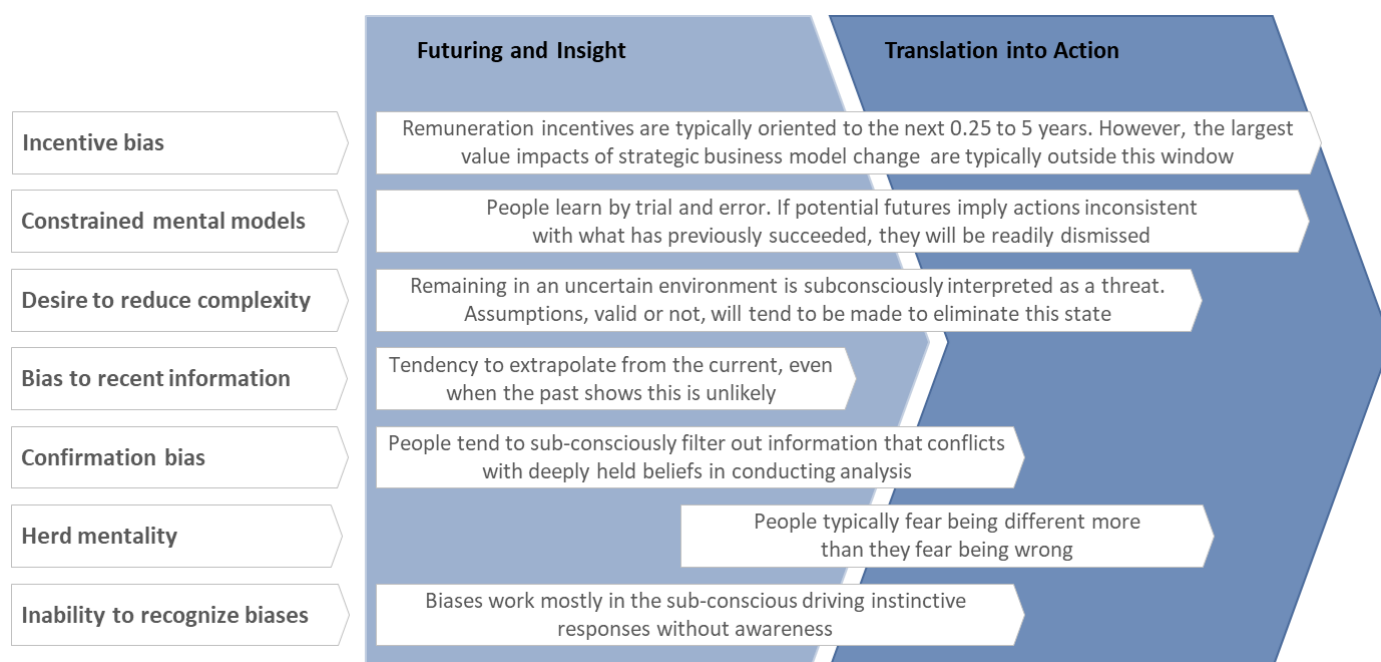 Futuring and Insight
Translation into Action
Incentive bias
Remuneration incentives are typically oriented to the next 0.25 to 5 years. However, the largest
value impacts of strategic business model change are typically outside this window
Constrained mental models
People learn by trial and error. If potential futures imply actions inconsistent
with what has previously succeeded, they will be readily dismissed
Desire to reduce complexity
Remaining in an uncertain environment is subconsciously interpreted as a threat.
Assumptions, valid or not, will tend to be made to eliminate this state
Bias to recent information
Tendency to extrapolate from the current, even
when the past shows this is unlikely
Confirmation bias
People tend to sub-consciously filter out information that conflicts
with deeply held beliefs in conducting analysis
Herd mentality
People typically fear being different more
than they fear being wrong
Inability to recognize biases
Biases work mostly in the sub-conscious driving instinctive
responses without awareness